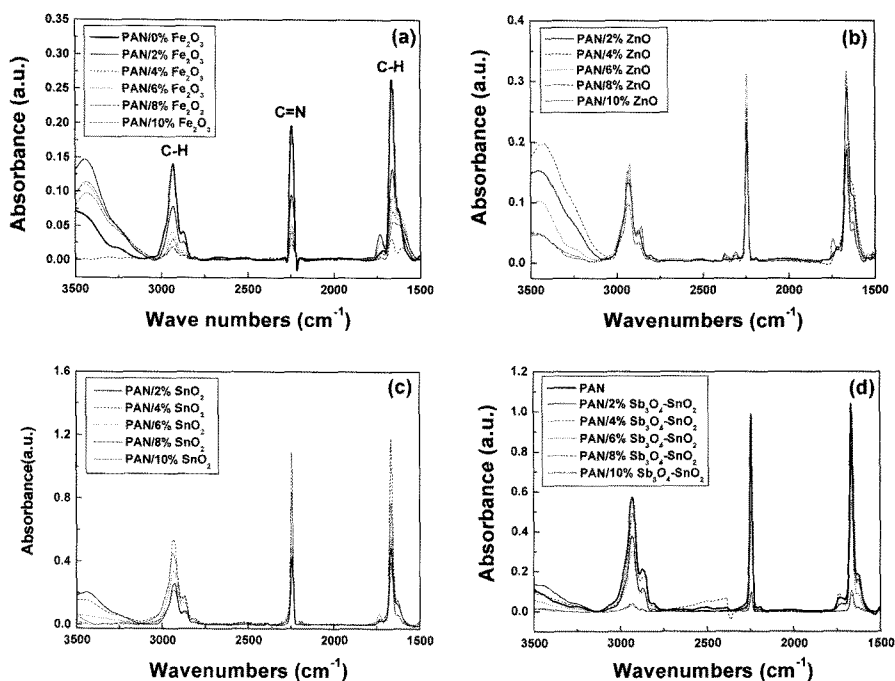 (a)
PAN/0% Fe₂O₃
PAN/2% Fe₂O₃
PAN/4% Fe₂O₃
PAN/6% Fe₂O₃
PAN/8% Fe₂O₂
PAN/10% Fe₂O₃
C-H
C=N
C-H
0.35
0.30
0.25
0.20
0.15
0.10
0.05
0.00
Absorbance (a.u.)
3500 3000 2500 2000 1500
Wave numbers (cm⁻¹)
(b)
PAN/2% ZnO
PAN/4% ZnO
PAN/6% ZnO
PAN/8% ZnO
PAN/10% ZnO
0.4
0.3
0.2
0.1
0.0
Absorbance (a.u.)
3500 3000 2500 2000 1500
Wavenumbers (cm⁻¹)
(c)
PAN/2% SnO₂
PAN/4% SnO₂
PAN/6% SnO₂
PAN/8% SnO₂
PAN/10% SnO₂
1.6
1.2
0.8
0.4
0.0
Absorbance(a.u.)
3500 3000 2500 2000 1500
Wavenumbers (cm⁻¹)
(d)
PAN
PAN/2% Sb₃O₄-SnO₂
PAN/4% Sb₃O₄-SnO₂
PAN/6% Sb₃O₄-SnO₂
PAN/8% Sb₃O₄-SnO₂
PAN/10% Sb₃O₄-SnO₂
1.2
1.0
0.8
0.6
0.4
0.2
0.0
Absorbance (a.u.)
3500 3000 2500 2000 1500
Wavenumbers (cm⁻¹)